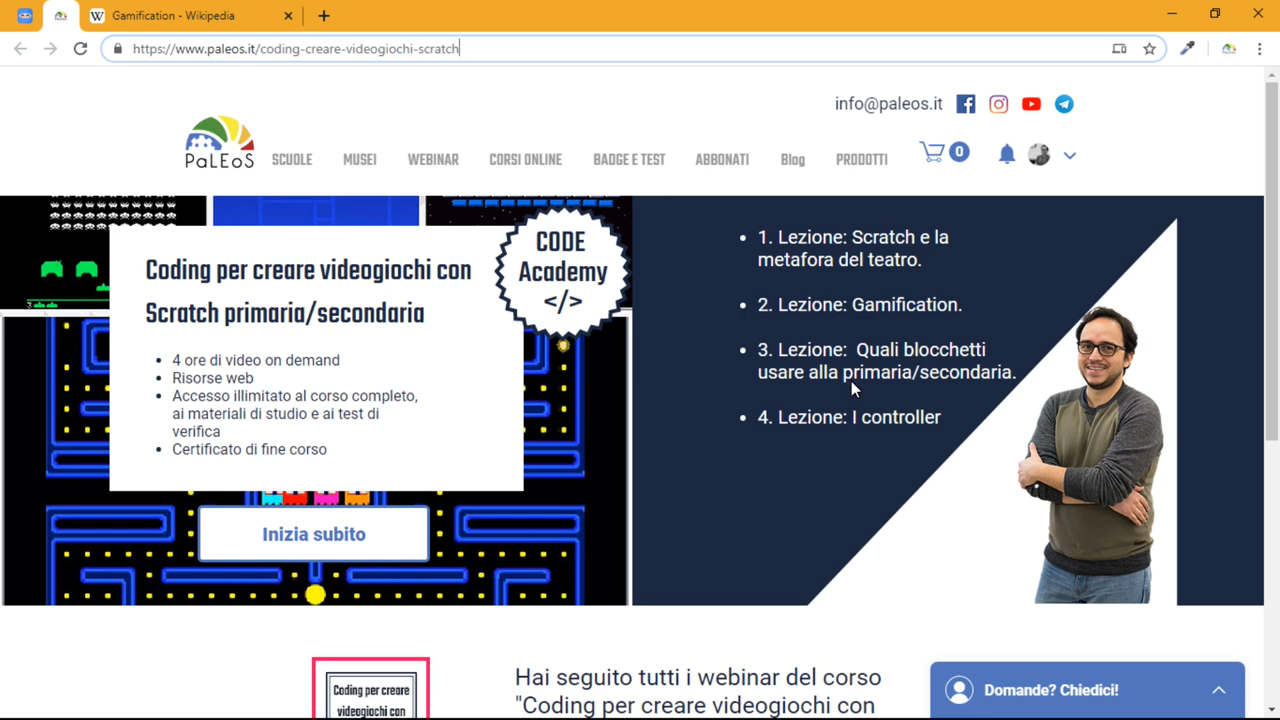 Gamification - Wikipedia
https://www.paleos.it/coding-creare-videogiochi-scratch
info@paleos.it
PaLEoS
SCUOLE MUSEI WEBINAR CORSI ONLINE BADGE E TEST ABBONATI Blog PRODOTTI 0
CODE
Academy
</>
Coding per creare videogiochi con
Scratch primaria/secondaria
• 4 ore di video on demand
• Risorse web
• Accesso illimitato al corso completo,
ai materiali di studio e ai test di
verifica
• Certificato di fine corso
Inizia subito
• 1. Lezione: Scratch e la
metafora del teatro.
• 2. Lezione: Gamification.
• 3. Lezione: Quali blocchetti
usare alla primaria/secondaria.
• 4. Lezione: I controller
Coding per creare
videogiochi con
Hai seguito tutti i webinar del corso
"Coding per creare videogiochi con
Domande? Chiedici!